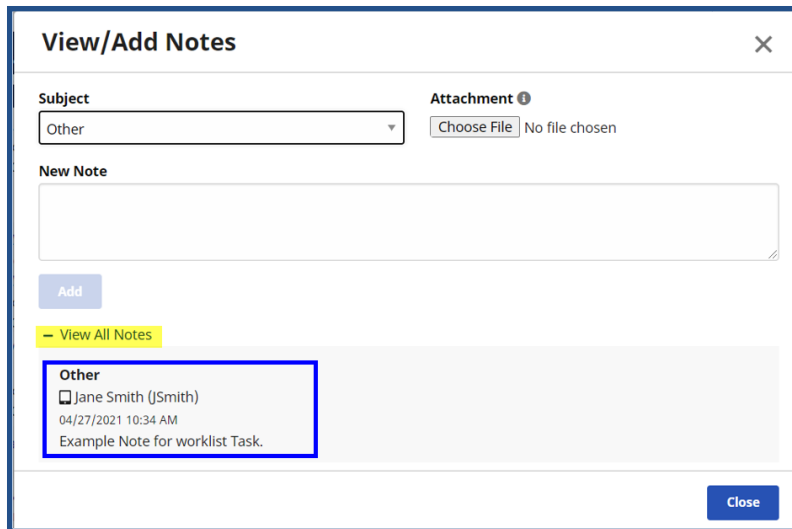 View/Add Notes
Subject
Attachment
Other
Choose File No file chosen
New Note
Add
– View All Notes
Other
Jane Smith (JSmith)
04/27/2021 10:34 AM
Example Note for worklist Task.
Close